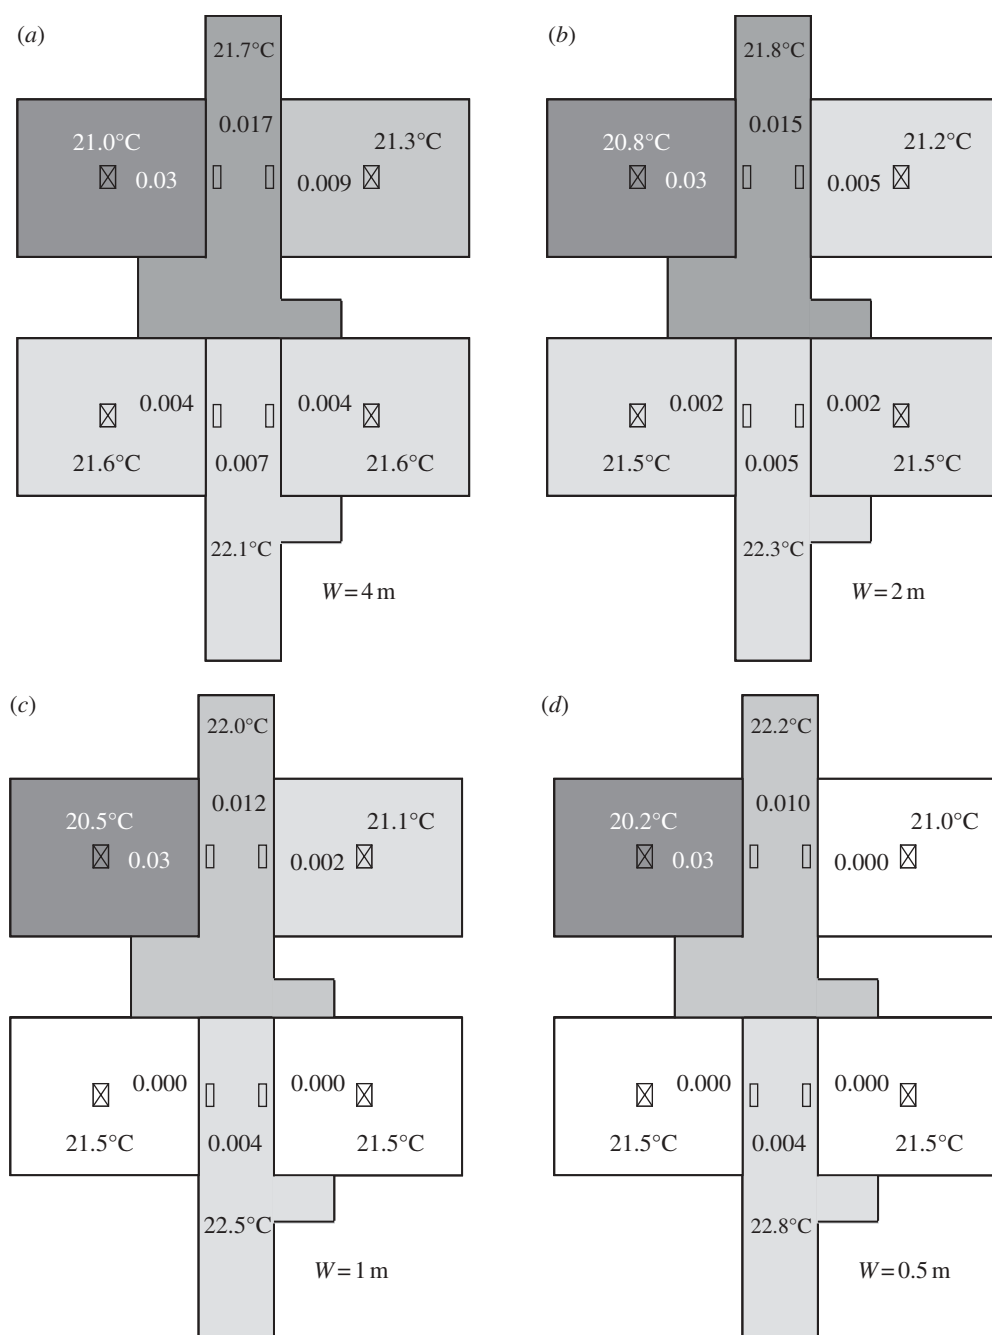 (a)
21.7°C
0.017
21.0°C
0.03
21.3°C
0.009
0.004
21.6°C
0.004
21.6°C
0.007
22.1°C
W = 4 m
(b)
21.8°C
0.015
20.8°C
0.03
21.2°C
0.005
0.002
21.5°C
0.002
21.5°C
0.005
22.3°C
W = 2 m
(c)
22.0°C
0.012
20.5°C
0.03
21.1°C
0.002
0.000
21.5°C
0.000
21.5°C
0.004
22.5°C
W = 1 m
(d)
22.2°C
0.010
20.2°C
0.03
21.0°C
0.000
0.000
21.5°C
0.000
21.5°C
0.004
22.8°C
W = 0.5 m